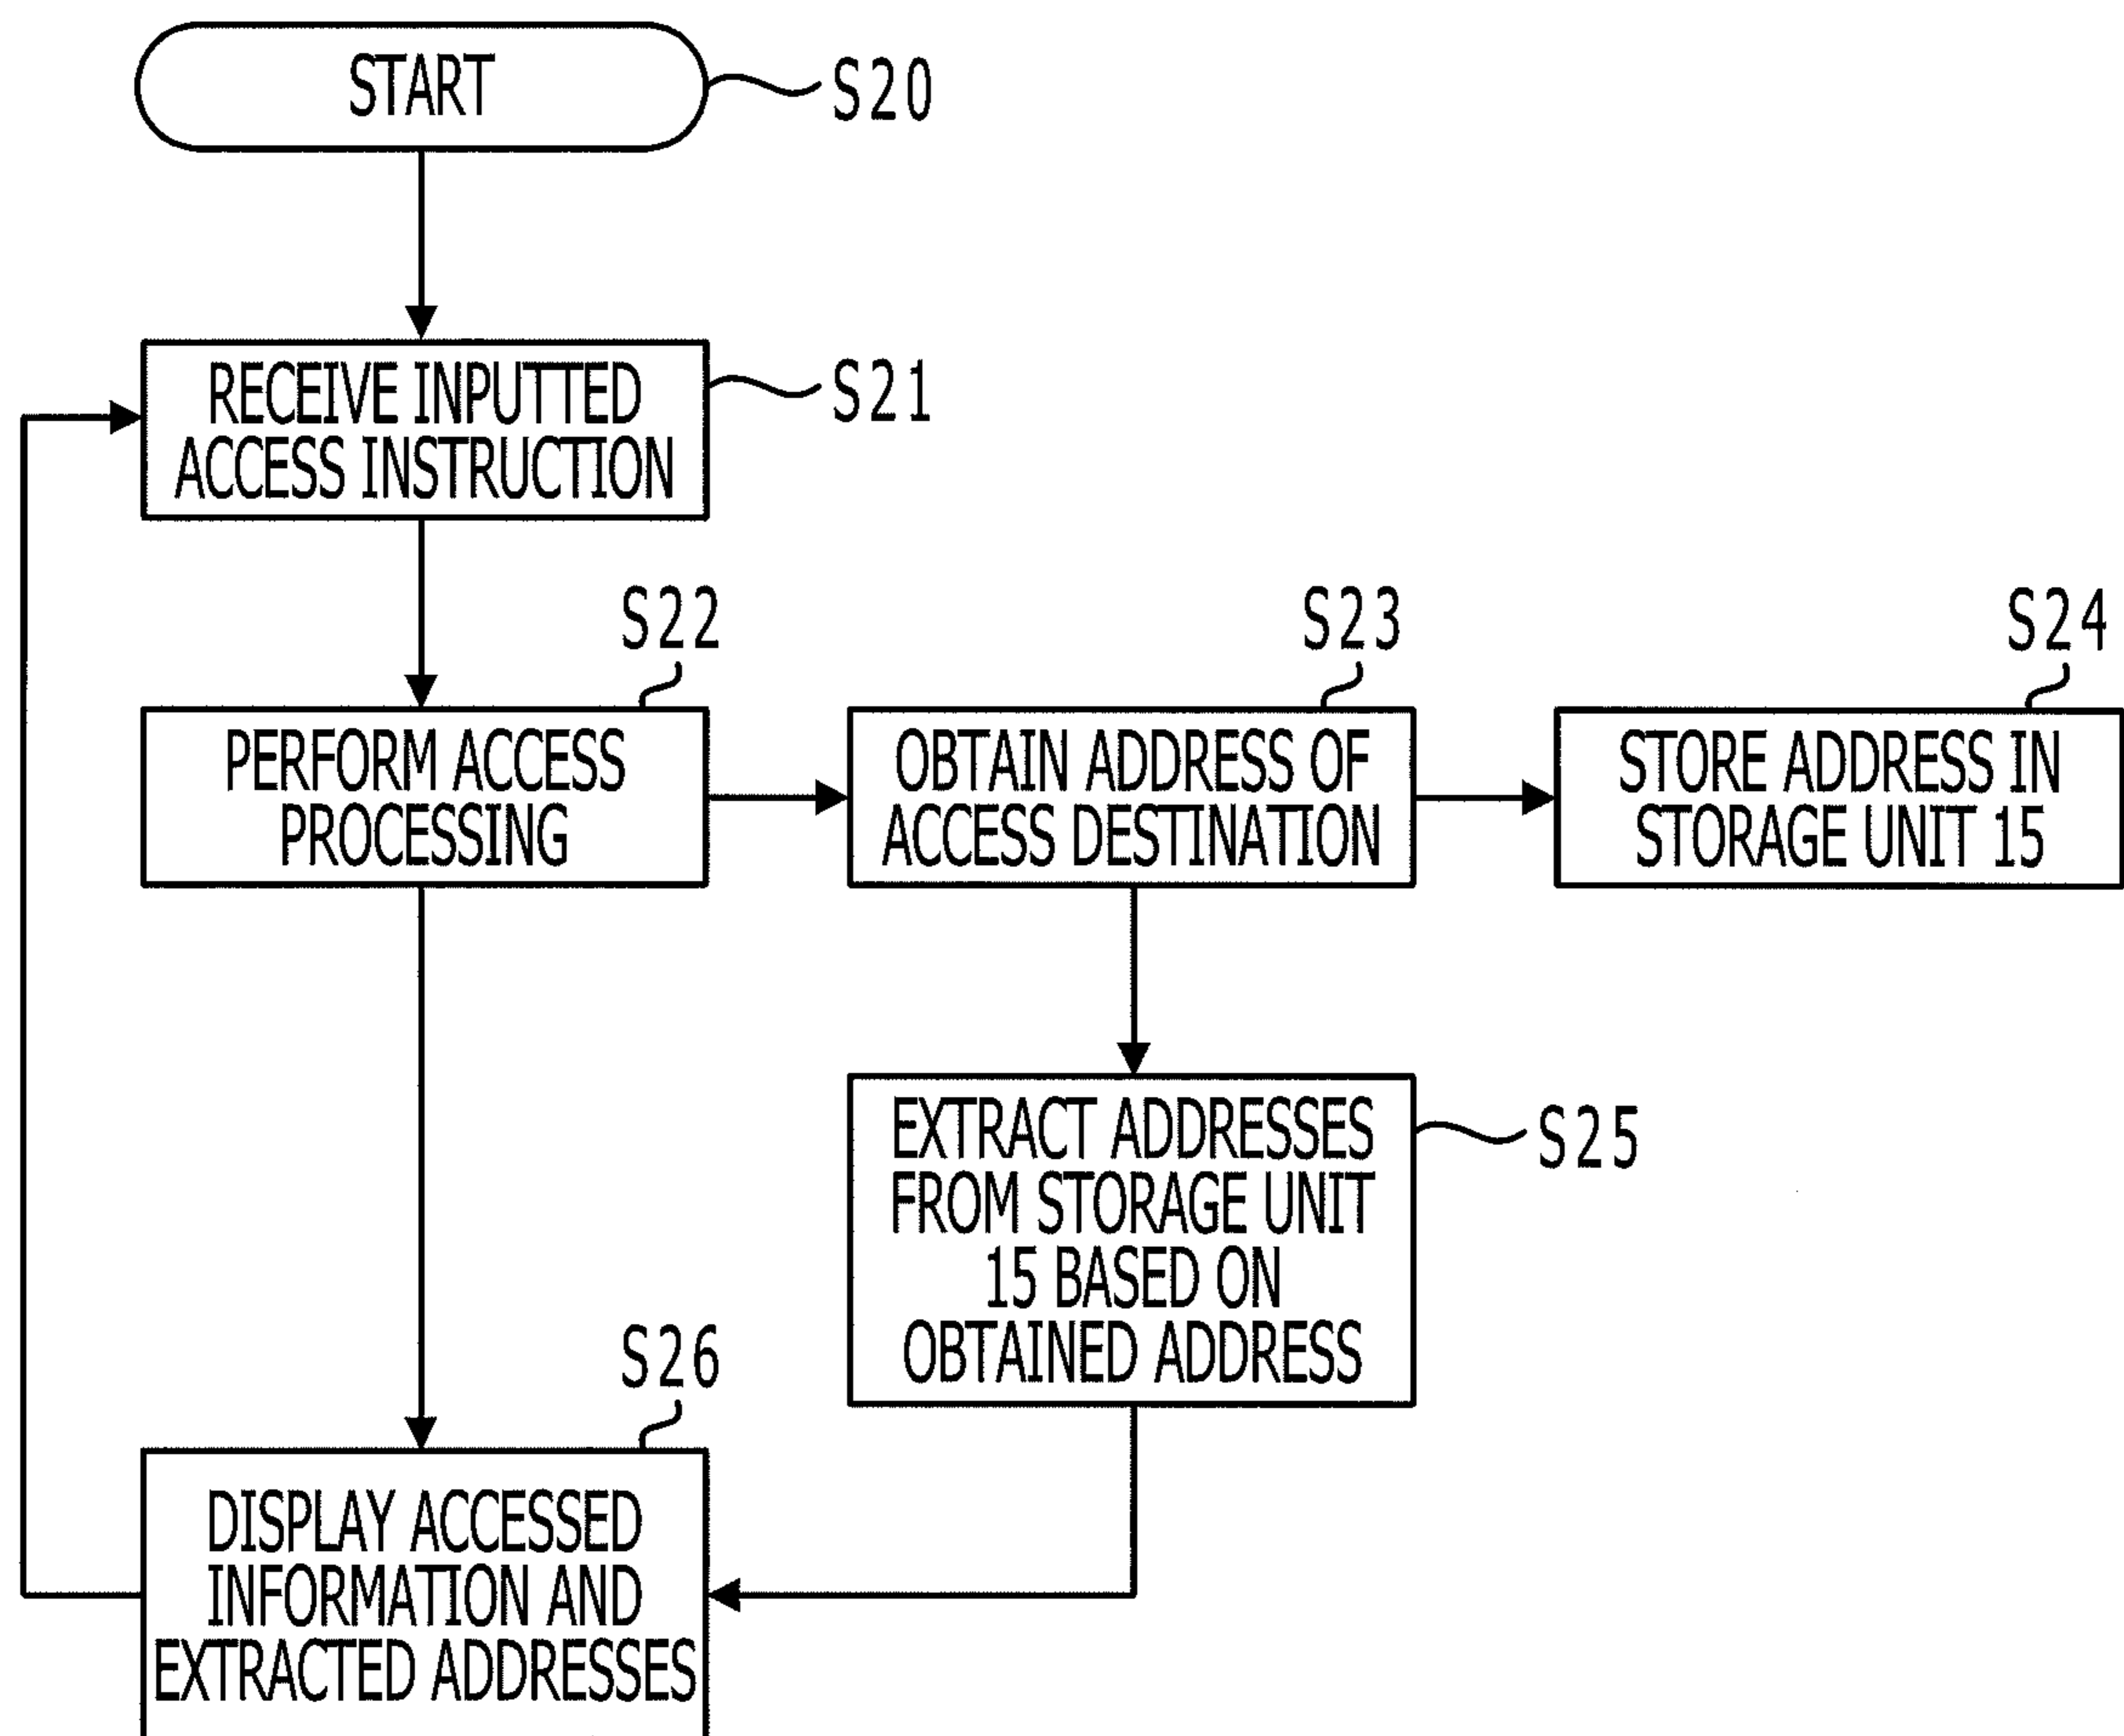 START
S20
RECEIVE INPUTTED
ACCESS INSTRUCTION
S21
S22
PERFORM ACCESS
PROCESSING
S23
OBTAIN ADDRESS OF
ACCESS DESTINATION
S24
STORE ADDRESS IN
STORAGE UNIT 15
EXTRACT ADDRESSES
FROM STORAGE UNIT
15 BASED ON
OBTAINED ADDRESS
S25
S26
DISPLAY ACCESSED
INFORMATION AND
EXTRACTED ADDRESSES